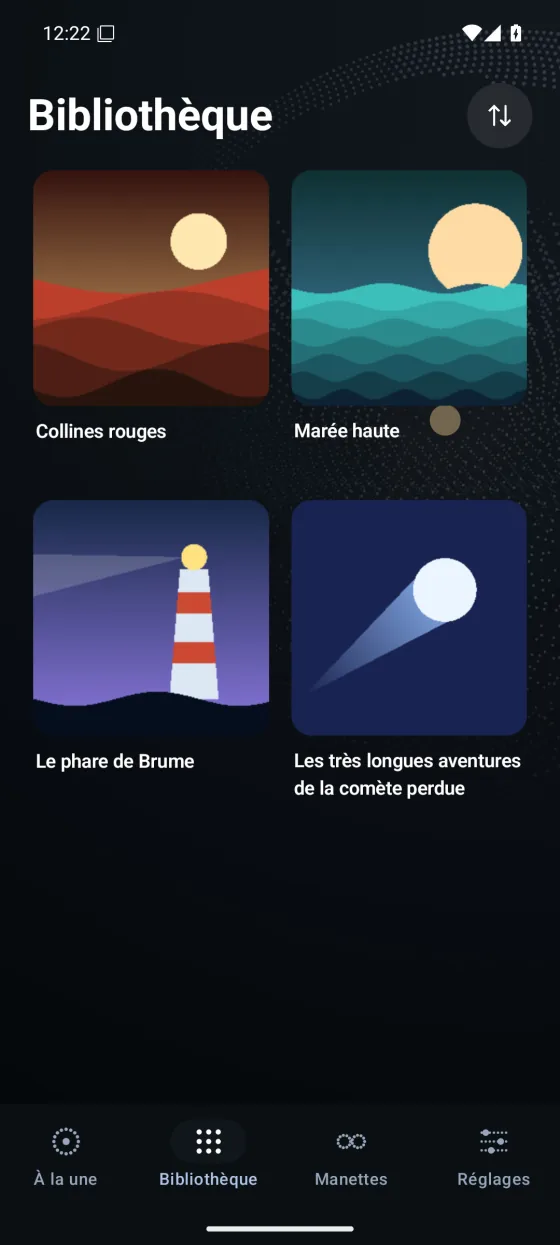 12:22
Bibliothèque
Collines rouges
Marée haute
Le phare de Brume
Les très longues aventures
de la comète perdue
À la une
Bibliothèque
Manettes
Réglages